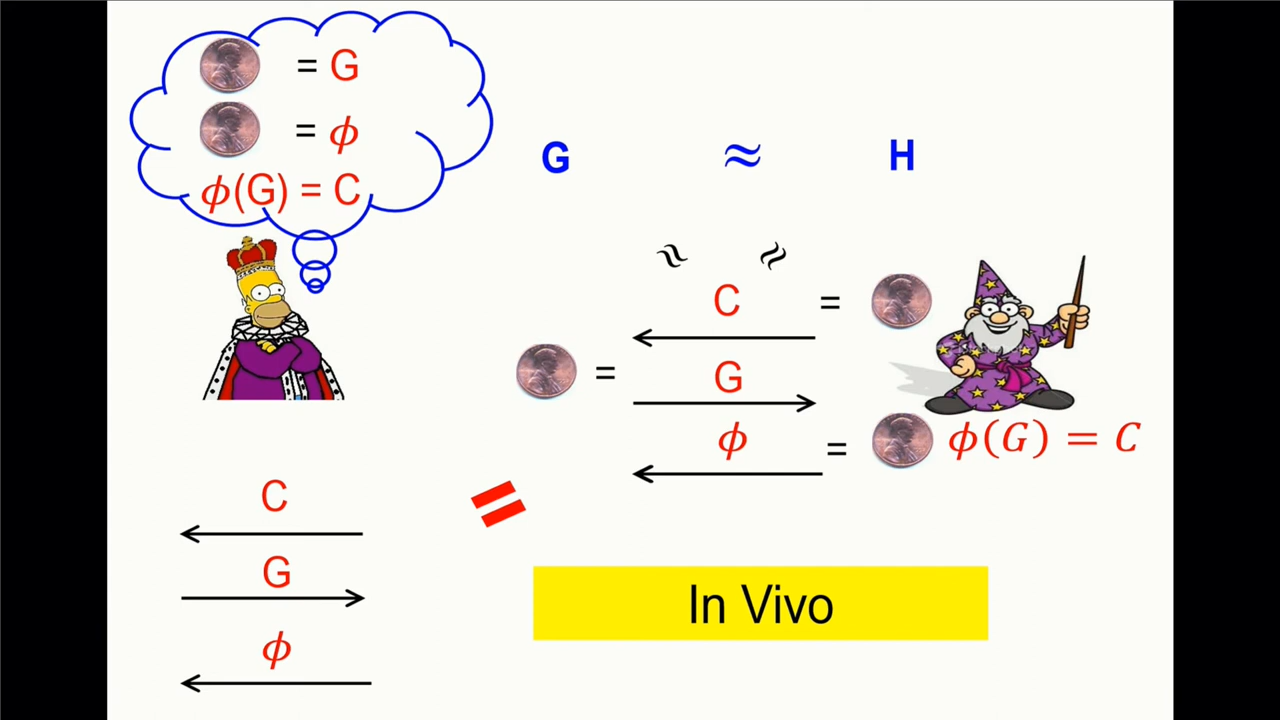 = G
= ϕ
ϕ(G) = C
G ≈ H
≈ ≈
C =
= G
ϕ =
ϕ(G) = C
C
=
G
ϕ
In Vivo